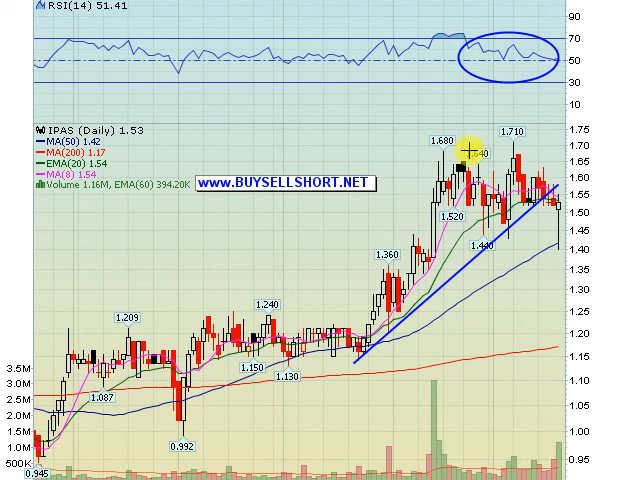 RSI(14) 51.41
90
70
50
30
10
IPAS (Daily) 1.53
MA(50) 1.42
MA(200) 1.17
EMA(20) 1.54
MA(8) 1.54
Volume 1.16M, EMA(60) 394.20K
WWW.BUYSELLSHORT.NET
1.75
1.70
1.65
1.60
1.55
1.50
1.45
1.40
1.35
1.30
1.25
1.20
1.15
1.10
1.05
1.00
0.95
1.710
1.680
1.640
1.520
1.440
1.360
1.240
1.209
1.150
1.130
1.087
0.992
0.945
3.5M
3.0M
2.5M
2.0M
1.5M
1.0M
500K